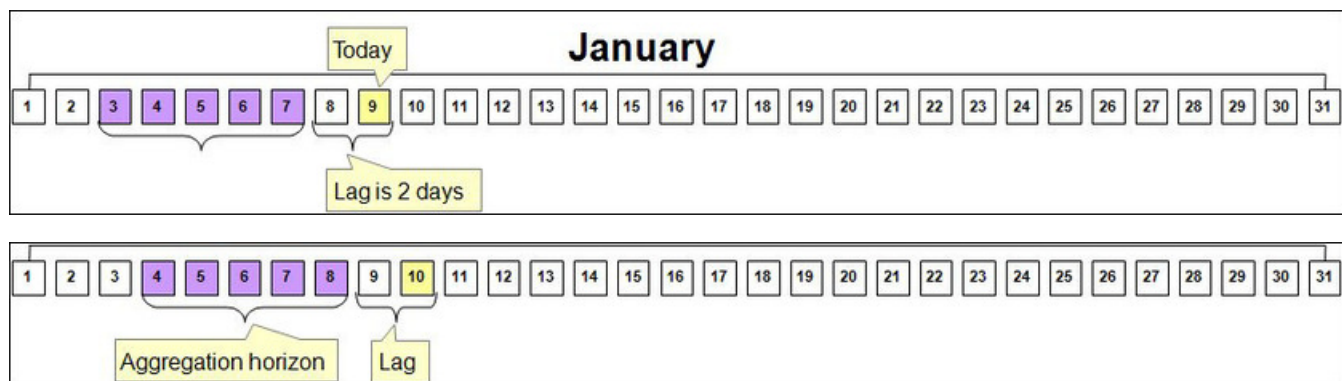 January
Today
1 2 3 4 5 6 7 8 9 10 11 12 13 14 15 16 17 18 19 20 21 22 23 24 25 26 27 28 29 30 31
Lag is 2 days
1 2 3 4 5 6 7 8 9 10 11 12 13 14 15 16 17 18 19 20 21 22 23 24 25 26 27 28 29 30 31
Aggregation horizon
Lag